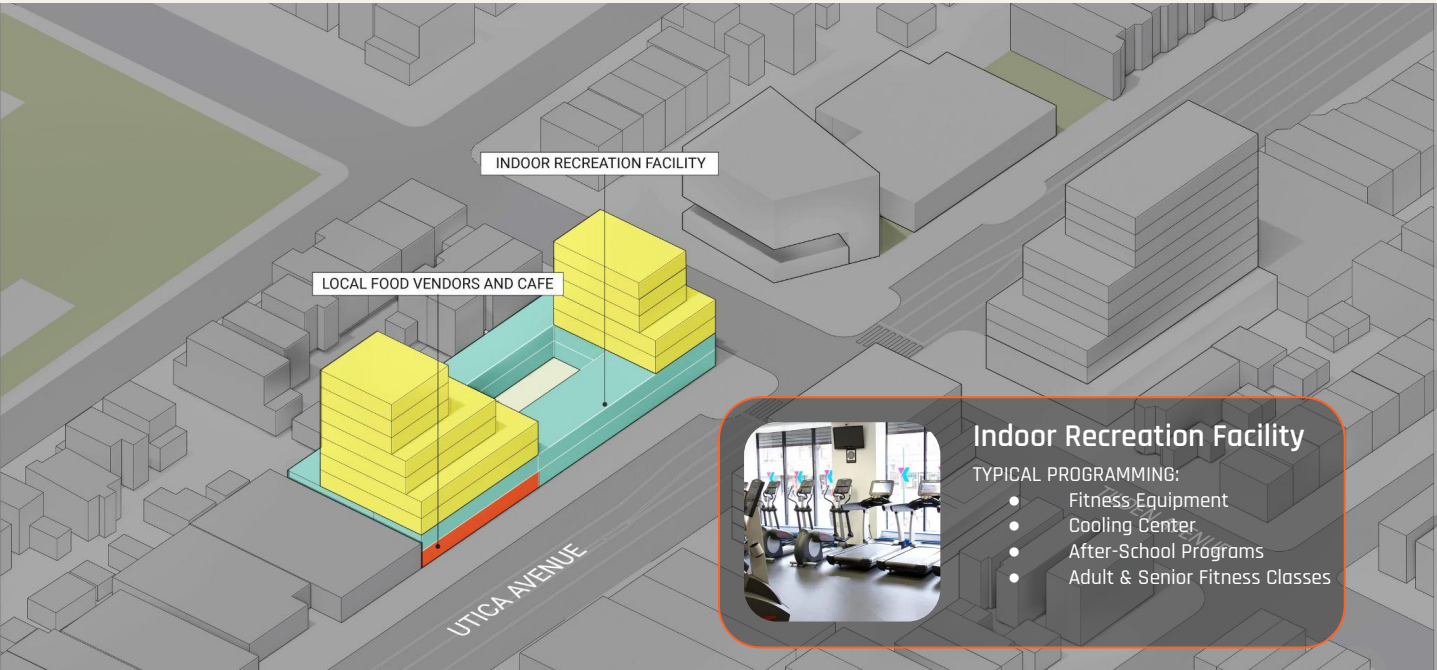 INDOOR RECREATION FACILITY
LOCAL FOOD VENDORS AND CAFE
UTICA AVENUE
Indoor Recreation Facility
TYPICAL PROGRAMMING:
● Fitness Equipment
● Cooling Center
● After-School Programs
● Adult & Senior Fitness Classes